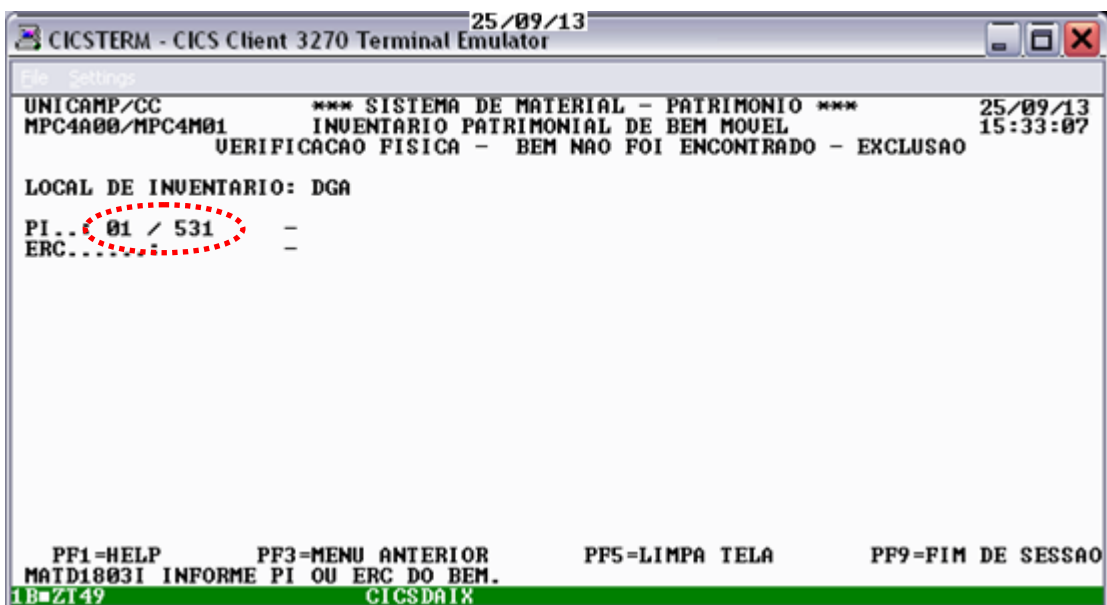 25/09/13
CICSTERM - CICS Client 3270 Terminal Emulator
File Settings
UNICAMP/CC *** SISTEMA DE MATERIAL - PATRIMONIO *** 25/09/13
MPC4A00/MPC4M01 INVENTARIO PATRIMONIAL DE BEM MOVEL 15:33:07
VERIFICACAO FISICA - BEM NAO FOI ENCONTRADO - EXCLUSAO
LOCAL DE INVENTARIO: DGA
PI..: 01 / 531 -
ERC......: -
PF1=HELP PF3=MENU ANTERIOR PF5=LIMPA TELA PF9=FIM DE SESSAO
MATD1803I INFORME PI OU ERC DO BEM.
1B■ZT49 CICSDAIX